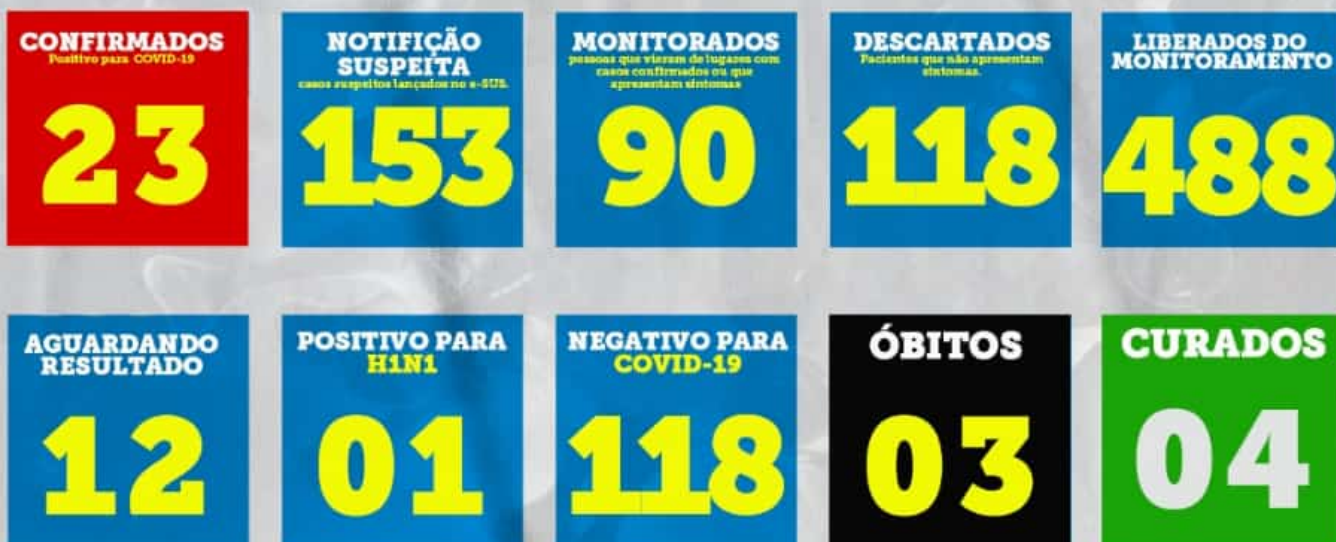 CONFIRMADOS
Positivo para COVID-19
23
NOTIFIÇÃO
SUSPEITA
casos suspeitos lançados no e-SUS.
153
MONITORADOS
pessoas que vieram de lugares com
casos confirmados ou que
apresentam sintomas
90
DESCARTADOS
Pacientes que não apresentam
sintomas.
118
LIBERADOS DO
MONITORAMENTO
488
AGUARDANDO
RESULTADO
12
POSITIVO PARA
H1N1
01
NEGATIVO PARA
COVID-19
118
ÓBITOS
03
CURADOS
04